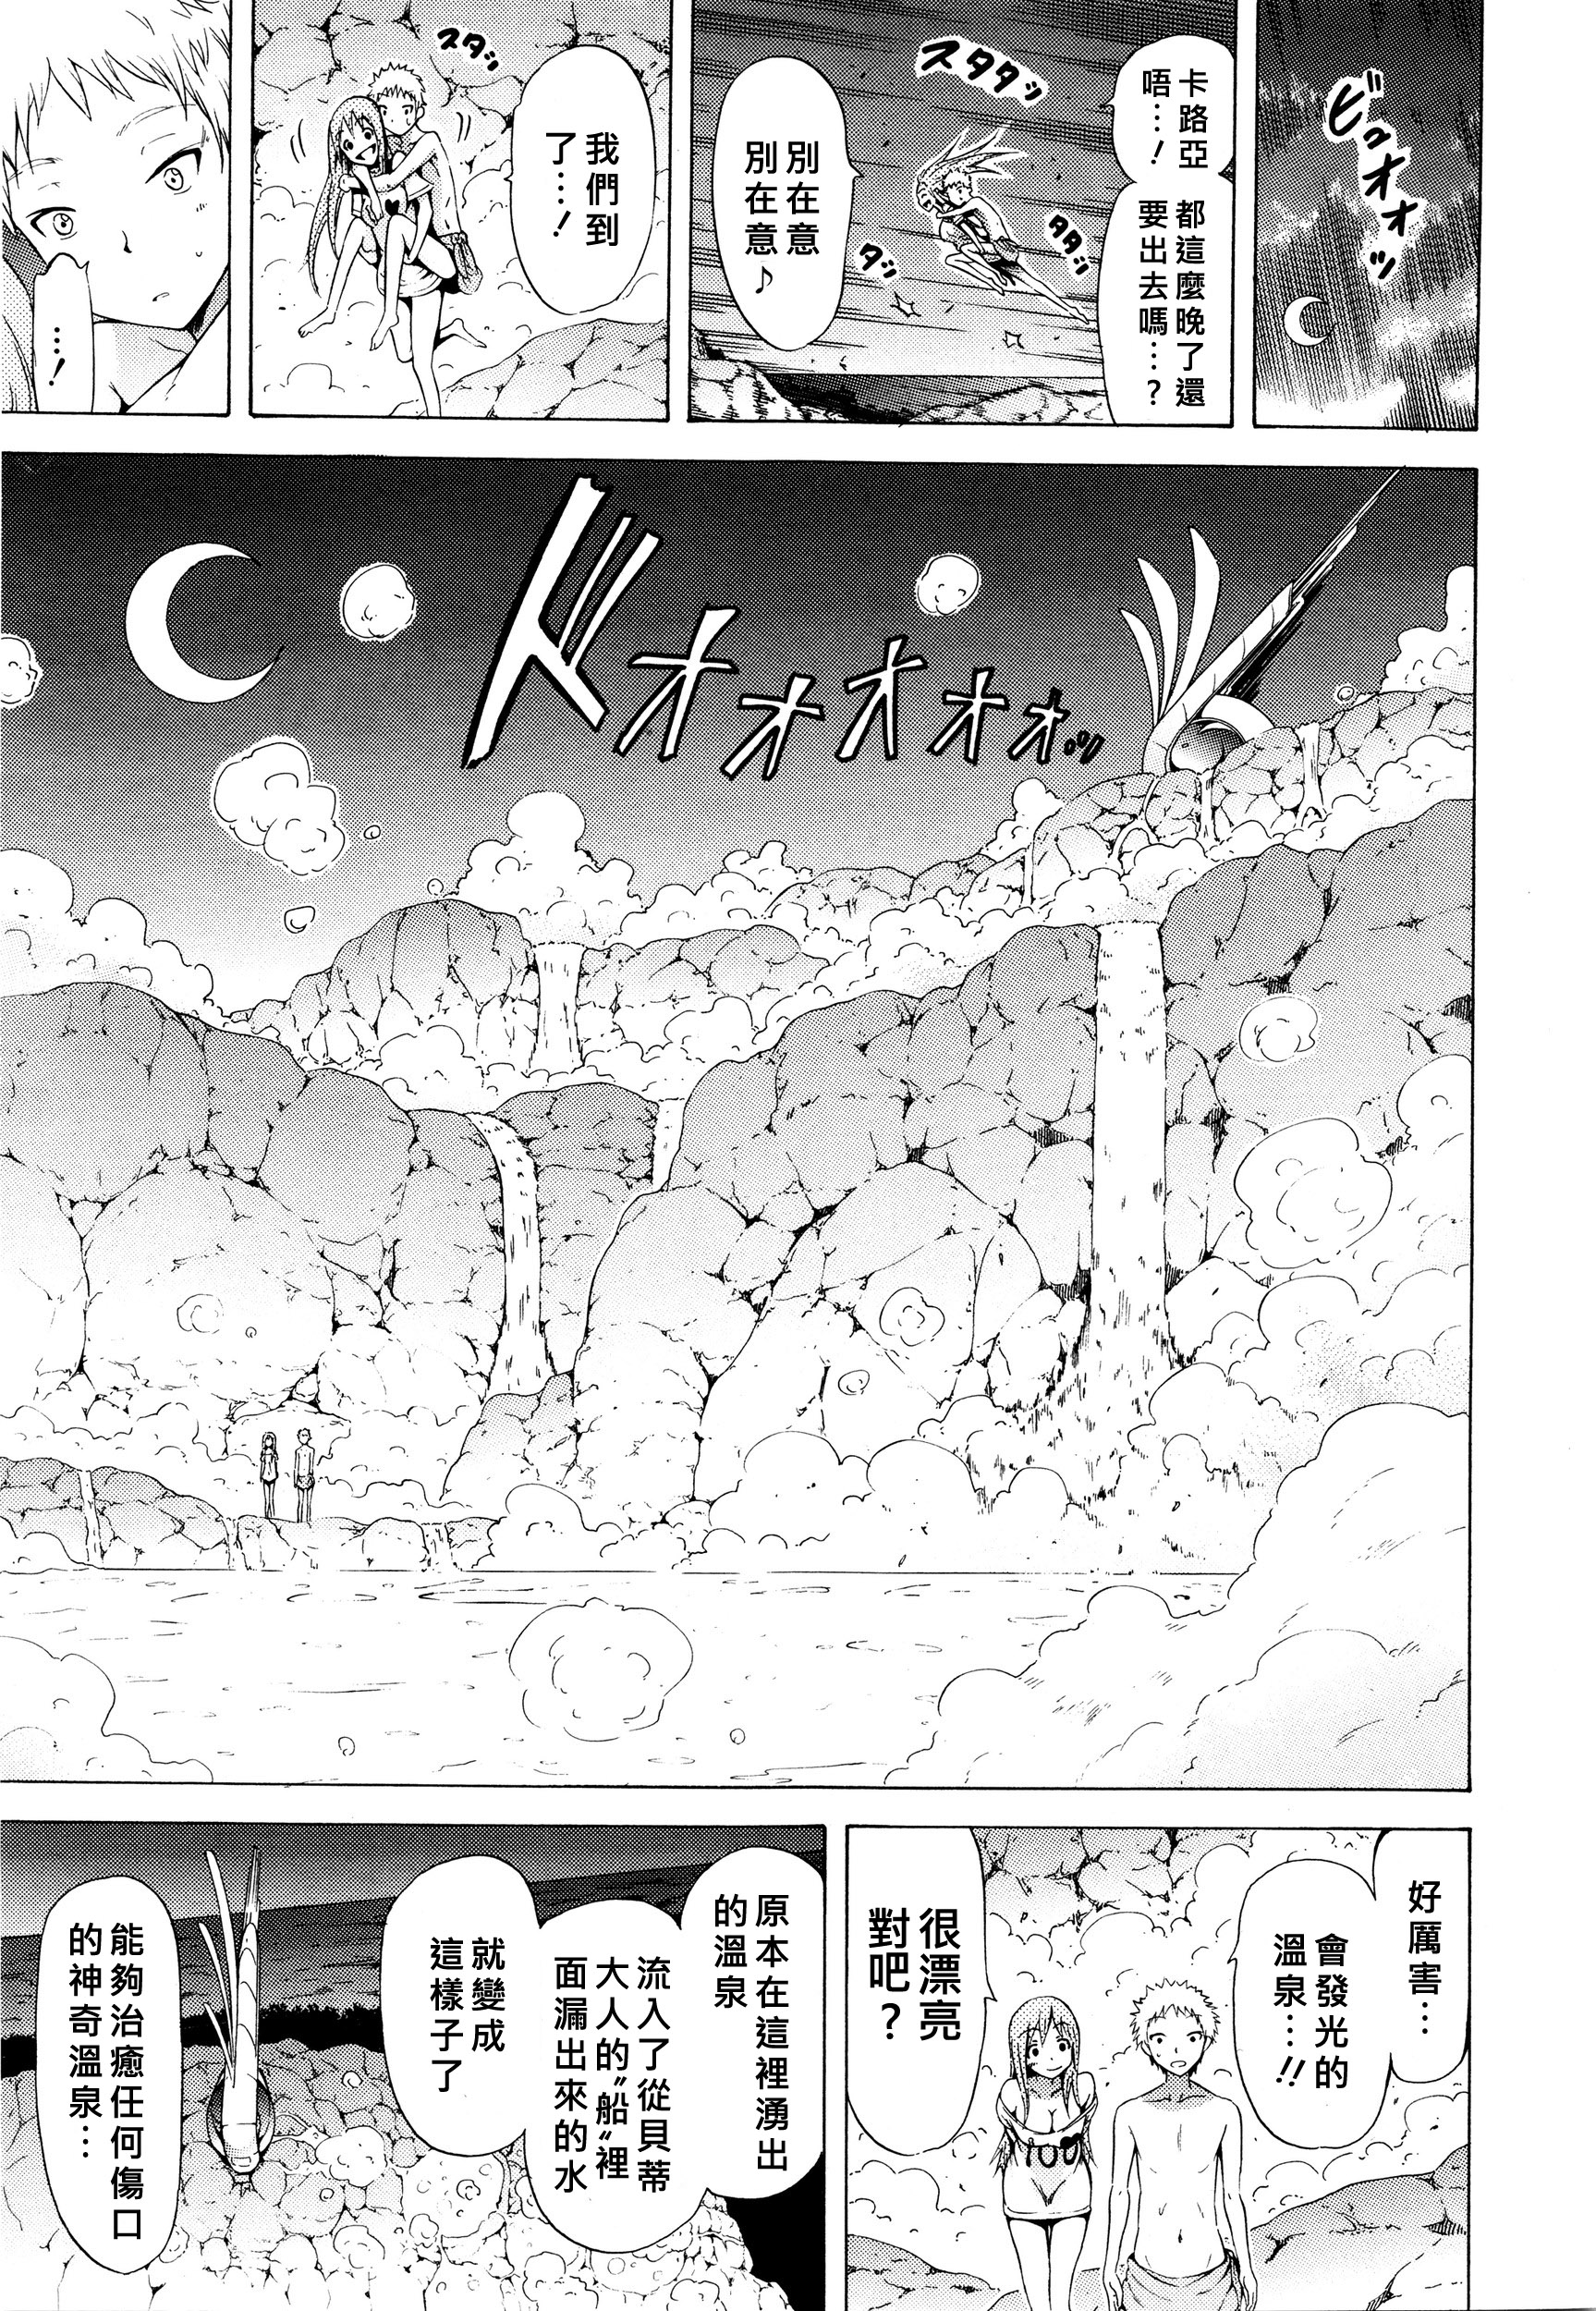 ビュオオォッ
卡路亞
唔…！
都這麼晚了還
要出去嗎…？
スタタッ
タタッ
タッ
別在意
別在意♪
我們到
了…！
スタッ
…！
ドオオオオォッ
好厲害…
會發光的
溫泉…!!
很漂亮
對吧？
YOU
原本在這裡湧出
的溫泉
流入了從貝蒂
大人的〝船〞裡
面漏出來的水
就變成
這樣子了
能夠治癒任何傷口
的神奇溫泉…